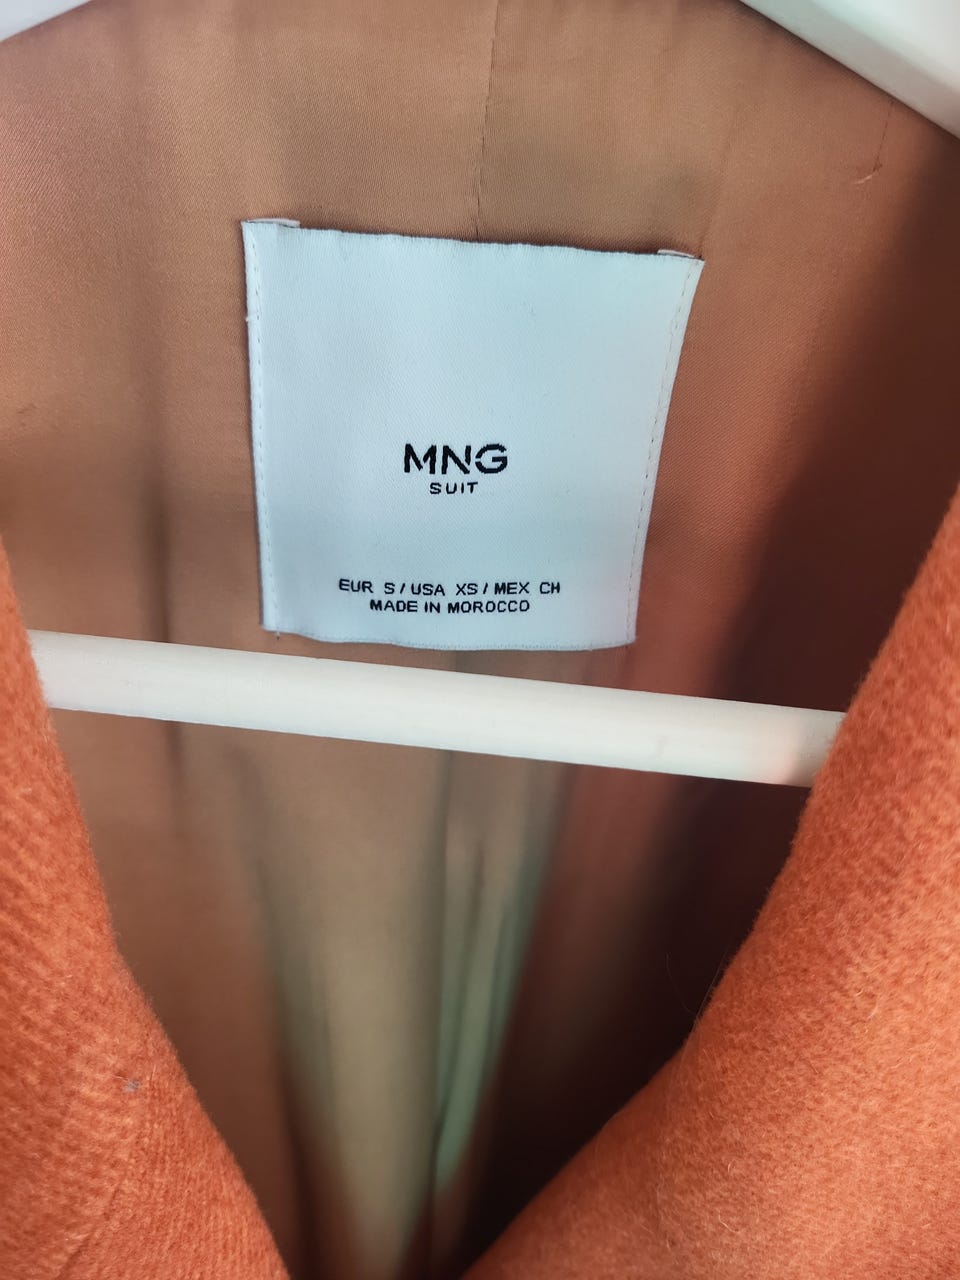 MNG
SUIT
EUR S / USA XS / MEX CH
MADE IN MOROCCO